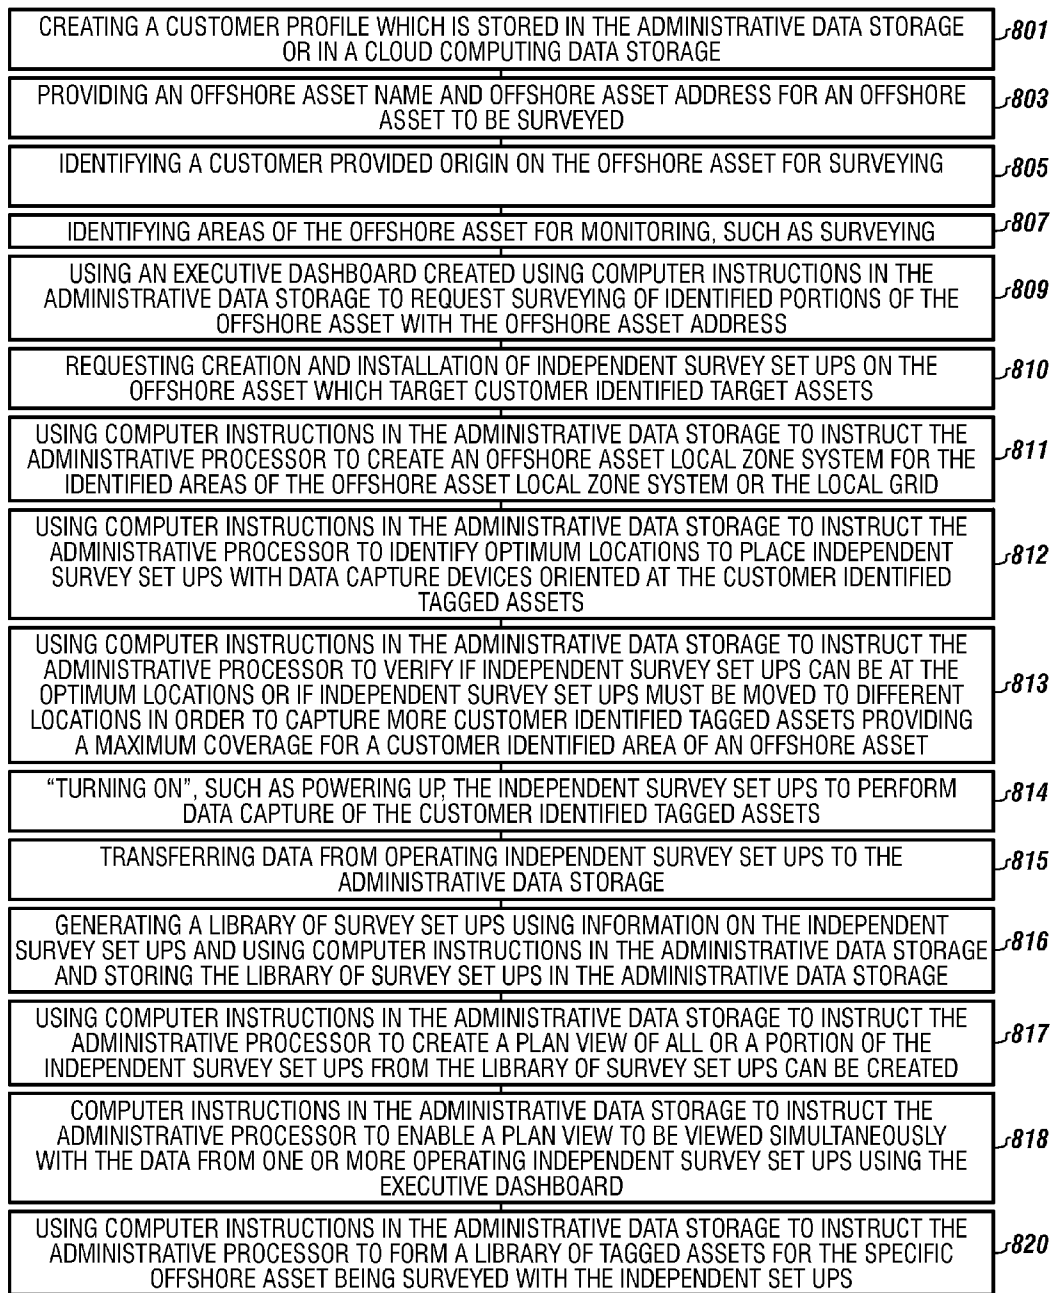 CREATING A CUSTOMER PROFILE WHICH IS STORED IN THE ADMINISTRATIVE DATA STORAGE
OR IN A CLOUD COMPUTING DATA STORAGE
801
PROVIDING AN OFFSHORE ASSET NAME AND OFFSHORE ASSET ADDRESS FOR AN OFFSHORE
ASSET TO BE SURVEYED
803
IDENTIFYING A CUSTOMER PROVIDED ORIGIN ON THE OFFSHORE ASSET FOR SURVEYING
805
IDENTIFYING AREAS OF THE OFFSHORE ASSET FOR MONITORING, SUCH AS SURVEYING
807
USING AN EXECUTIVE DASHBOARD CREATED USING COMPUTER INSTRUCTIONS IN THE
ADMINISTRATIVE DATA STORAGE TO REQUEST SURVEYING OF IDENTIFIED PORTIONS OF THE
OFFSHORE ASSET WITH THE OFFSHORE ASSET ADDRESS
809
REQUESTING CREATION AND INSTALLATION OF INDEPENDENT SURVEY SET UPS ON THE
OFFSHORE ASSET WHICH TARGET CUSTOMER IDENTIFIED TARGET ASSETS
810
USING COMPUTER INSTRUCTIONS IN THE ADMINISTRATIVE DATA STORAGE TO INSTRUCT THE
ADMINISTRATIVE PROCESSOR TO CREATE AN OFFSHORE ASSET LOCAL ZONE SYSTEM FOR THE
IDENTIFIED AREAS OF THE OFFSHORE ASSET LOCAL ZONE SYSTEM OR THE LOCAL GRID
811
USING COMPUTER INSTRUCTIONS IN THE ADMINISTRATIVE DATA STORAGE TO INSTRUCT THE
ADMINISTRATIVE PROCESSOR TO IDENTIFY OPTIMUM LOCATIONS TO PLACE INDEPENDENT
SURVEY SET UPS WITH DATA CAPTURE DEVICES ORIENTED AT THE CUSTOMER IDENTIFIED
TAGGED ASSETS
812
USING COMPUTER INSTRUCTIONS IN THE ADMINISTRATIVE DATA STORAGE TO INSTRUCT THE
ADMINISTRATIVE PROCESSOR TO VERIFY IF INDEPENDENT SURVEY SET UPS CAN BE AT THE
OPTIMUM LOCATIONS OR IF INDEPENDENT SURVEY SET UPS MUST BE MOVED TO DIFFERENT
LOCATIONS IN ORDER TO CAPTURE MORE CUSTOMER IDENTIFIED TAGGED ASSETS PROVIDING
A MAXIMUM COVERAGE FOR A CUSTOMER IDENTIFIED AREA OF AN OFFSHORE ASSET
813
“TURNING ON”, SUCH AS POWERING UP, THE INDEPENDENT SURVEY SET UPS TO PERFORM
DATA CAPTURE OF THE CUSTOMER IDENTIFIED TAGGED ASSETS
814
TRANSFERRING DATA FROM OPERATING INDEPENDENT SURVEY SET UPS TO THE
ADMINISTRATIVE DATA STORAGE
815
GENERATING A LIBRARY OF SURVEY SET UPS USING INFORMATION ON THE INDEPENDENT
SURVEY SET UPS AND USING COMPUTER INSTRUCTIONS IN THE ADMINISTRATIVE DATA STORAGE
AND STORING THE LIBRARY OF SURVEY SET UPS IN THE ADMINISTRATIVE DATA STORAGE
816
USING COMPUTER INSTRUCTIONS IN THE ADMINISTRATIVE DATA STORAGE TO INSTRUCT THE
ADMINISTRATIVE PROCESSOR TO CREATE A PLAN VIEW OF ALL OR A PORTION OF THE
INDEPENDENT SURVEY SET UPS FROM THE LIBRARY OF SURVEY SET UPS CAN BE CREATED
817
COMPUTER INSTRUCTIONS IN THE ADMINISTRATIVE DATA STORAGE TO INSTRUCT THE
ADMINISTRATIVE PROCESSOR TO ENABLE A PLAN VIEW TO BE VIEWED SIMULTANEOUSLY
WITH THE DATA FROM ONE OR MORE OPERATING INDEPENDENT SURVEY SET UPS USING THE
EXECUTIVE DASHBOARD
818
USING COMPUTER INSTRUCTIONS IN THE ADMINISTRATIVE DATA STORAGE TO INSTRUCT THE
ADMINISTRATIVE PROCESSOR TO FORM A LIBRARY OF TAGGED ASSETS FOR THE SPECIFIC
OFFSHORE ASSET BEING SURVEYED WITH THE INDEPENDENT SET UPS
820